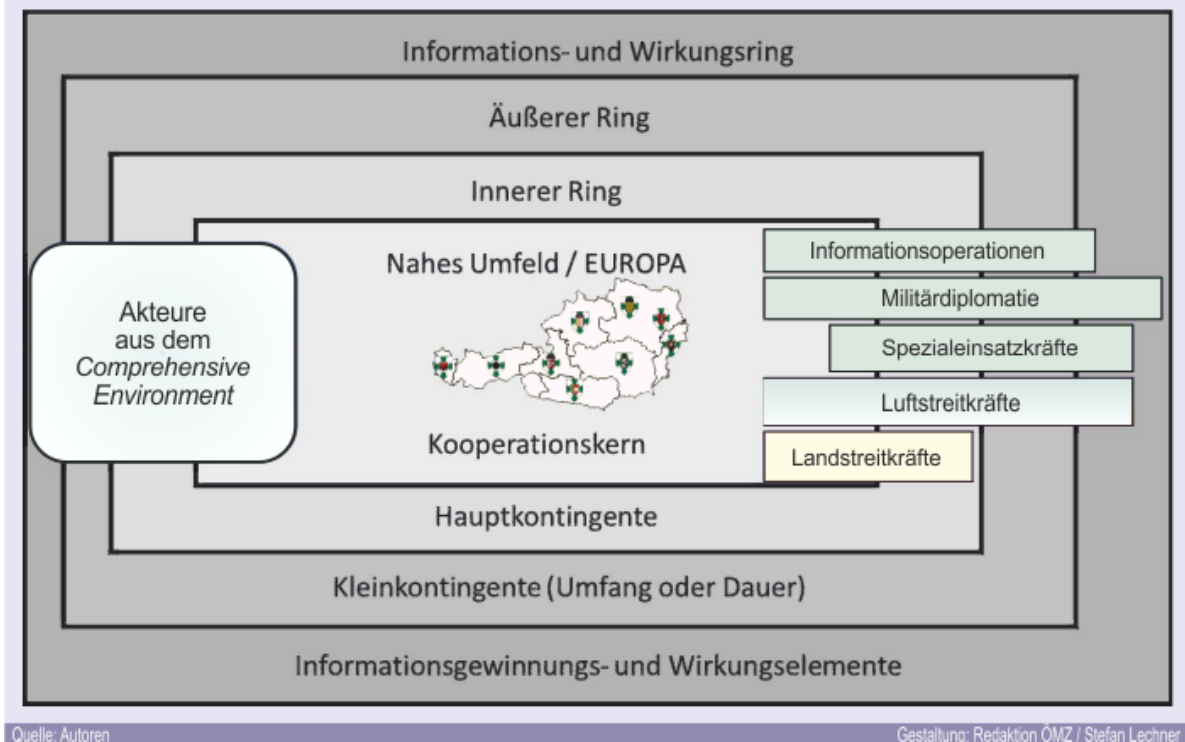 Informations- und Wirkungsring
Äußerer Ring
Innerer Ring
Nahes Umfeld / EUROPA
Kooperationskern
Akteure
aus dem
Comprehensive
Environment
Informationsoperationen
Militärdiplomatie
Spezialeinsatzkräfte
Luftstreitkräfte
Landstreitkräfte
Hauptkontingente
Kleinkontingente (Umfang oder Dauer)
Informationsgewinnungs- und Wirkungselemente
Quelle: Autoren
Gestaltung: Redaktion ÖMZ / Stefan Lechner